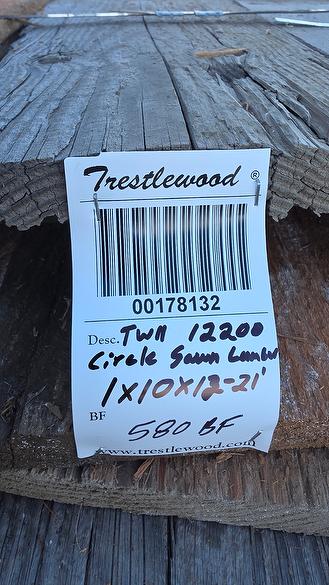 Trestlewood ®
00178132
Desc. TWII 12200
Circle Sawn Lumber
1x10x12-21'
BF
580 BF
www.trestlewood.com